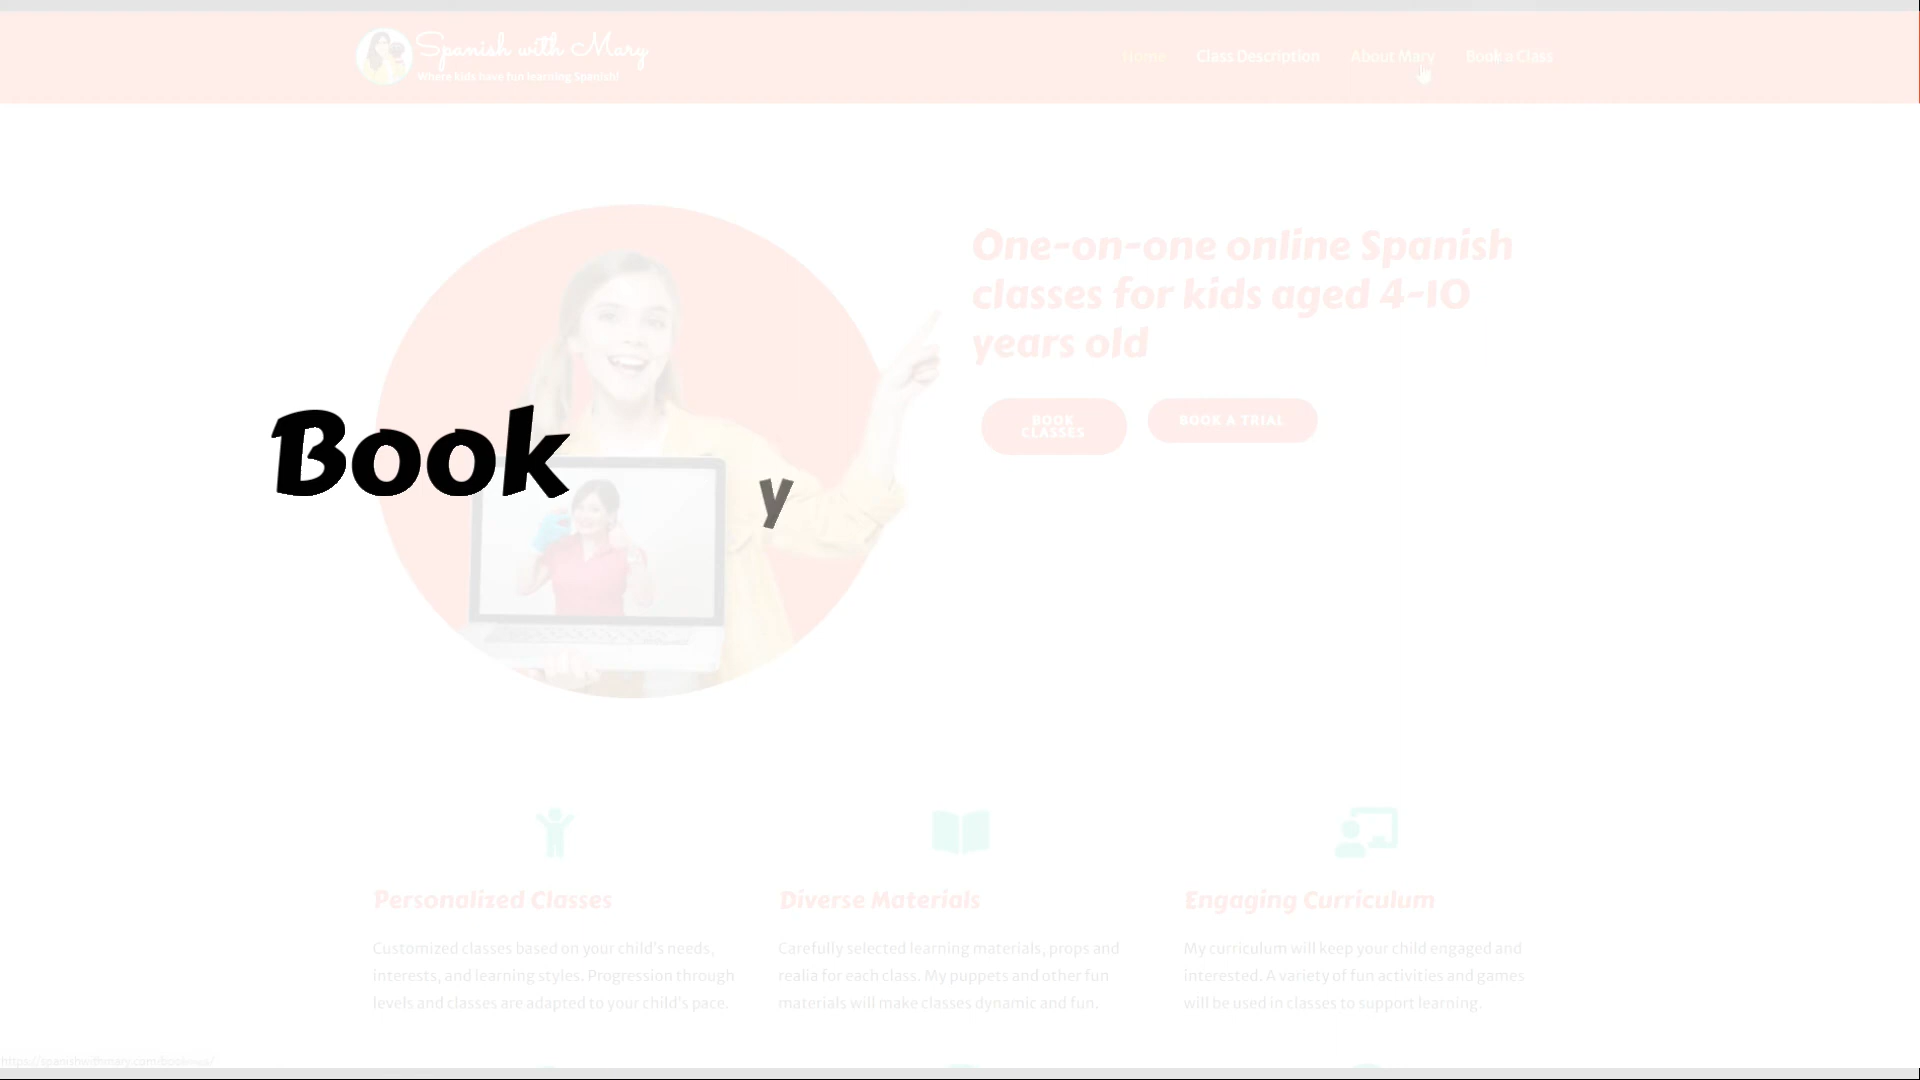 Spanish with Mary
Where kids have fun learning Spanish!
Home Class Description About Mary Book a Class
One-on-one online Spanish
classes for kids aged 4-10
years old
BOOK
CLASSES
BOOK A TRIAL
Book
y
Personalized Classes
Customized classes based on your child's needs,
interests, and learning styles. Progression through
levels and classes are adapted to your child's pace.
Diverse Materials
Carefully selected learning materials, props and
realia for each class. My puppets and other fun
materials will make classes dynamic and fun.
Engaging Curriculum
My curriculum will keep your child engaged and
interested. A variety of fun activities and games
will be used in classes to support learning.